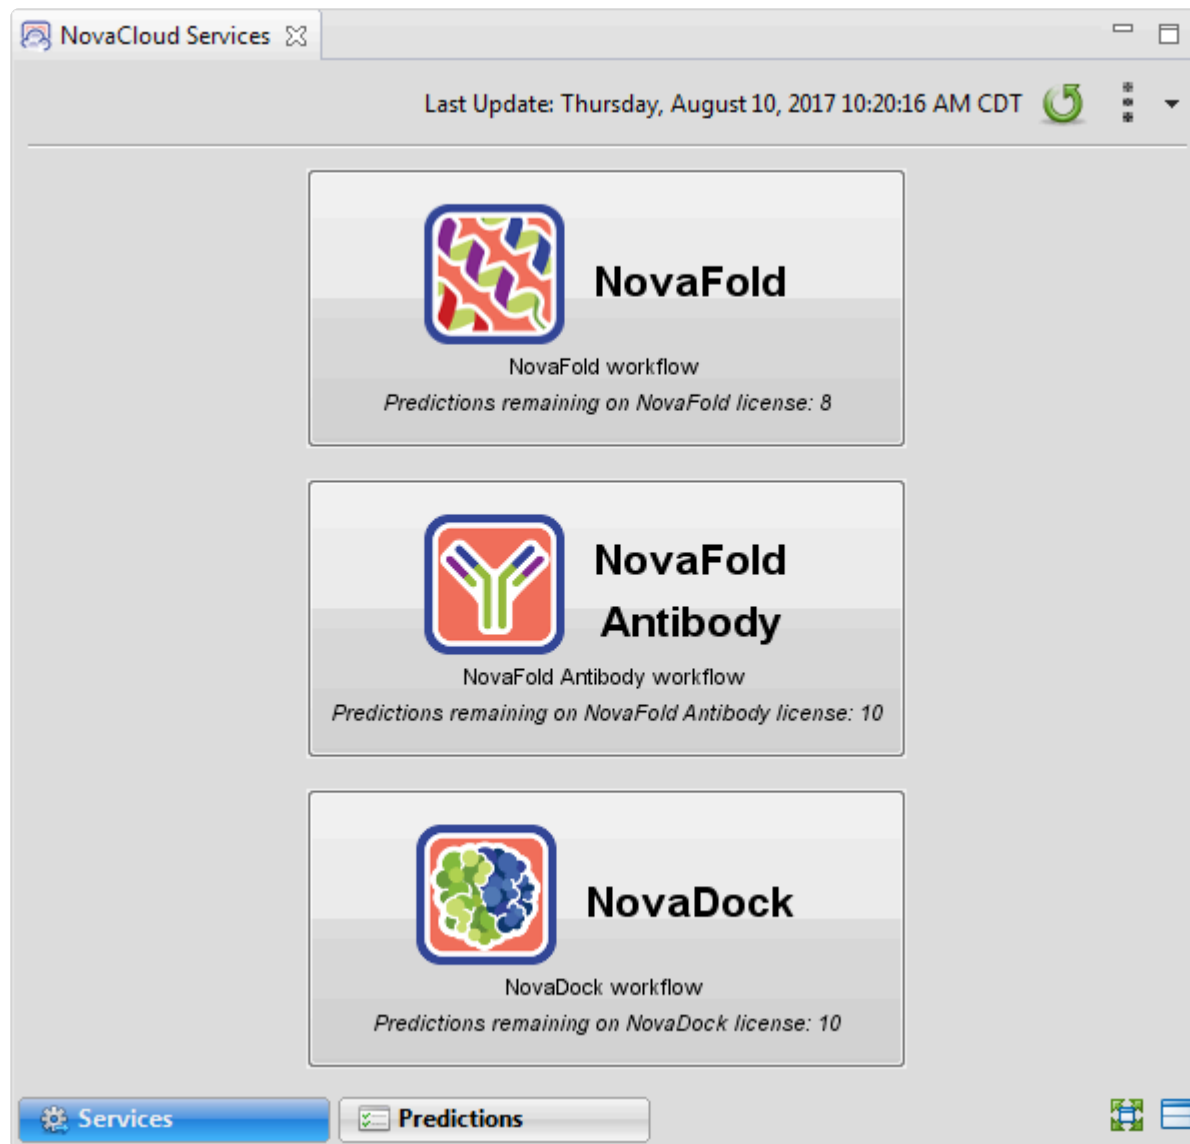 NovaCloud Services
Last Update: Thursday, August 10, 2017 10:20:16 AM CDT
NovaFold
NovaFold workflow
Predictions remaining on NovaFold license: 8
NovaFold
Antibody
NovaFold Antibody workflow
Predictions remaining on NovaFold Antibody license: 10
NovaDock
NovaDock workflow
Predictions remaining on NovaDock license: 10
Services
Predictions